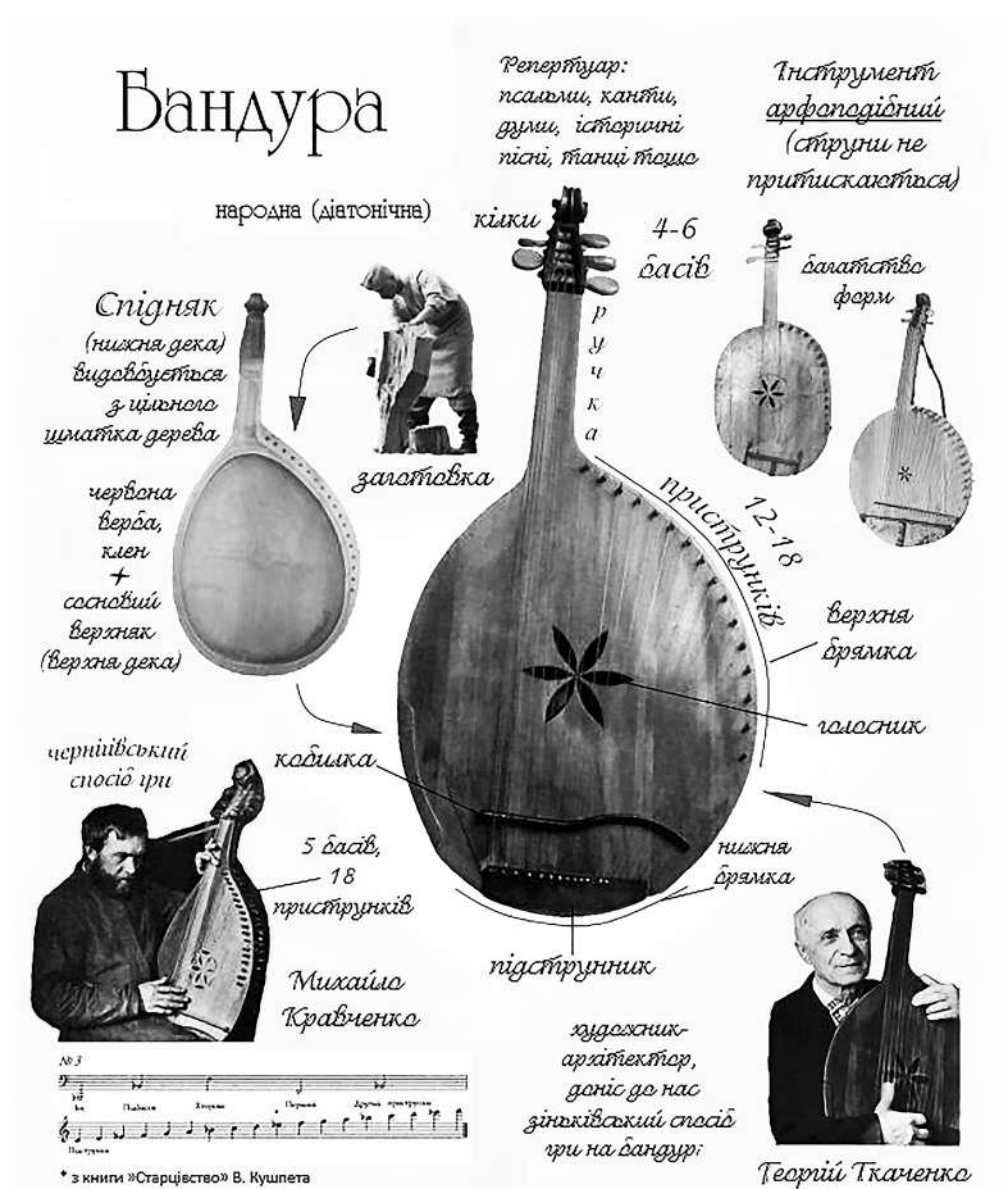 Бандура
народна (діатонічна)
Репертуар:
псальми, канти,
думи, історичні
пісні, танці тощо
Інструмент
арфоподібний
(струни не
притискаються)
кілки
4-6
басів
ручка
багатство
форм
Спідняк
(нижня дека)
видовбується
з цільного
шматка дерева
заготовка
червона
верба,
клен
+
сосновий
верхняк
(верхня дека)
приструнків
12-18
верхня
брямка
голосник
кобилка
чернігівський
спосіб гри
5 басів,
18
приструнків
Михайло
Кравченко
нижня
брямка
підструнник
художник-
архітектор,
доніс до нас
зіньківський спосіб
гри на бандурі
Георгій Ткаченко
№ 3
* з книги »Старцівство» В. Кушпета